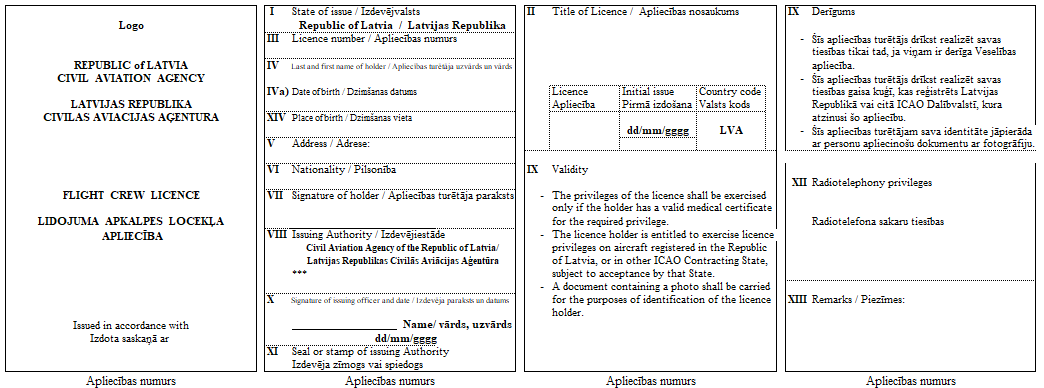 Logo
REPUBLIC of LATVIA
CIVIL AVIATION AGENCY
LATVIJAS REPUBLIKA
CIVILAS AVIACIJAS AĢENTURA
FLIGHT CREW LICENCE
LIDOJUMA APKALPES LOCEKĻA
APLIECĪBA
Issued in accordance with
Izdota saskaņā ar
Apliecības numurs
I State of issue / Izdevējvalsts
Republic of Latvia / Latvijas Republika
III Licence number / Apliecības numurs
IV Last and first name of holder / Apliecības turētāja uzvārds un vārds
IVa) Date of birth / Dzimšanas datums
XIV Place of birth / Dzimšanas vieta
V Address / Adrese:
VI Nationality / Pilsonība
VII Signature of holder / Apliecības turētāja paraksts
VIII Issuing Authority / Izdevējiestāde
Civil Aviation Agency of the Republic of Latvia/
Latvijas Republikas Civilās Aviācijas Aģentūra
***
X Signature of issuing officer and date / Izdevēja paraksts un datums
____________________ Name/ vārds, uzvārds
dd/mm/gggg
XI Seal or stamp of issuing Authority
Izdevēja zīmogs vai spiedogs
Apliecības numurs
II Title of Licence / Apliecības nosaukums
Licence Initial issue Country code
Apliecība Pirmā izdošana Valsts kods
dd/mm/gggg LVA
IX Validity
- The privileges of the licence shall be exercised
only if the holder has a valid medical certificate
for the required privilege.
- The licence holder is entitled to exercise licence
privileges on aircraft registered in the Republic
of Latvia, or in other ICAO Contracting State,
subject to acceptance by that State.
- A document containing a photo shall be carried
for the purposes of identification of the licence
holder.
Apliecības numurs
IX Derīgums
- Šīs apliecības turētājs drīkst realizēt savas
tiesības tikai tad, ja viņam ir derīga Veselības
apliecība.
- Šīs apliecības turētājs drīkst realizēt savas
tiesības gaisa kuģī, kas reģistrēts Latvijas
Republikā vai citā ICAO Dalībvalstī, kura
atzinusi šo apliecību.
- Šīs apliecības turētājam sava identitāte jāpierāda
ar personu apliecinošu dokumentu ar fotogrāfiju.
XII Radiotelephony privileges
Radiotelefona sakaru tiesības
XIII Remarks / Piezīmes:
Apliecības numurs